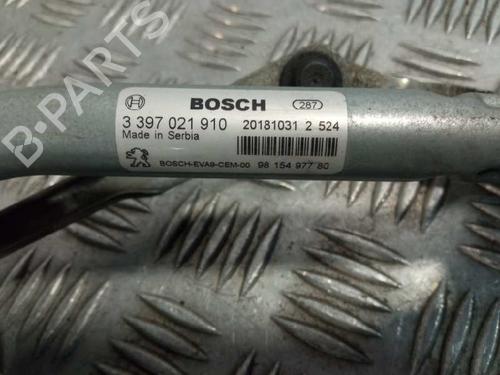 B-PARTS
BOSCH 287
3 397 021 910 20181031 2 524
Made in Serbia
BOSCH-EVA9-CEM-00 98 154 977 80
B-PARTS